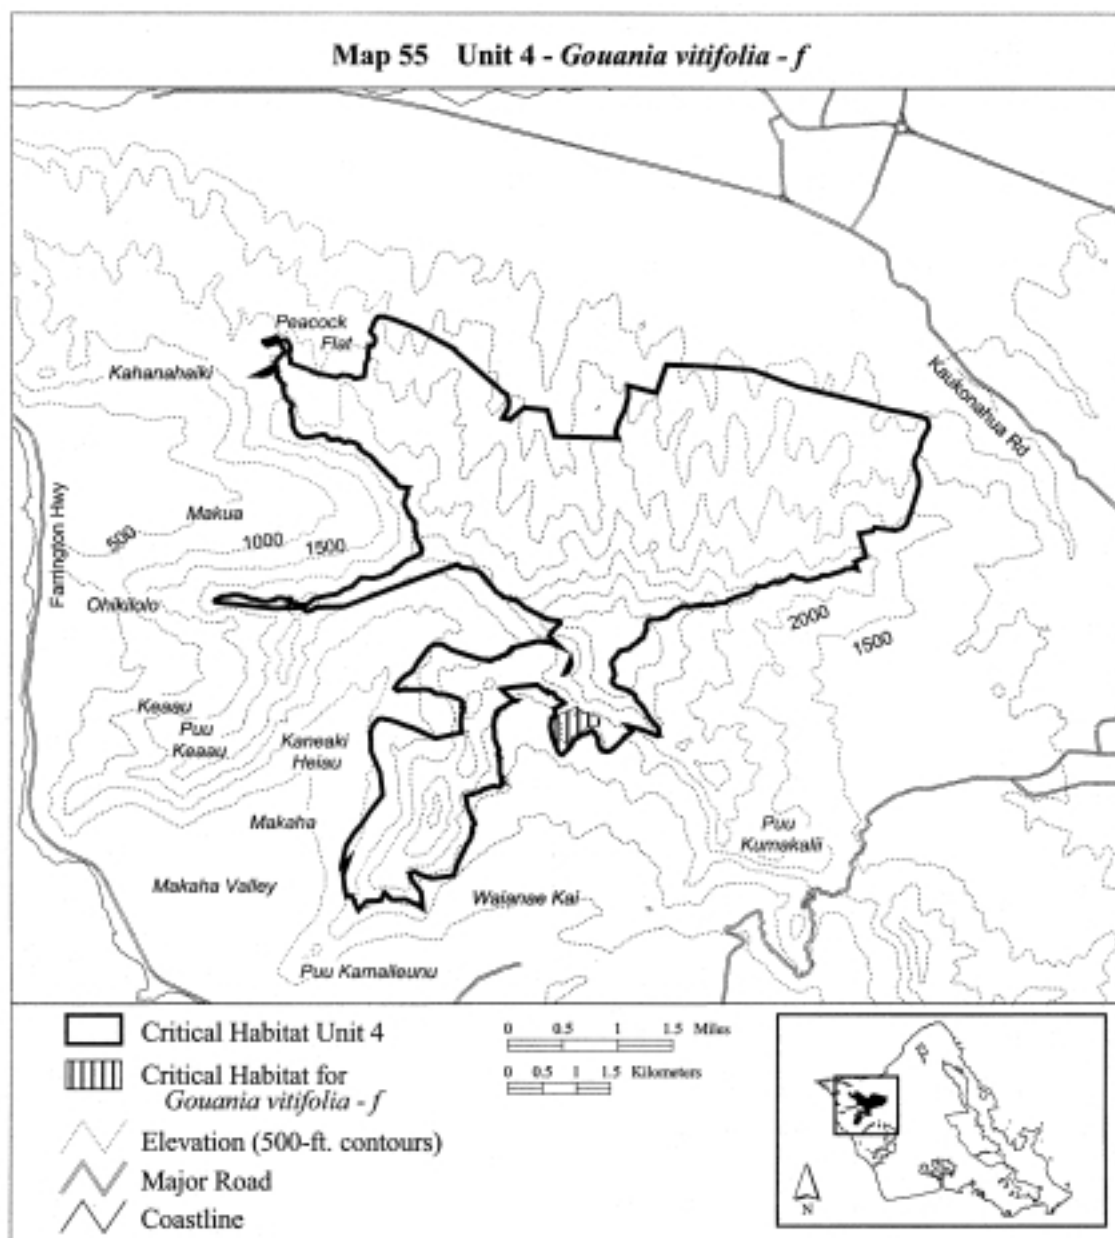 Map 55 Unit 4 - Gouania vitifolia - f
Peacock
Flat
Kahanahaiki
Kaukonahua Rd
Farrington Hwy
Makua
500
1000
1500
Ohikilolo
2000
1500
Keaau
Puu
Keaau
Kaneaki
Heiau
Makaha
Puu
Kumakalii
Makaha Valley
Waianae Kai
Puu Kamaileunu
Critical Habitat Unit 4
Critical Habitat for
Gouania vitifolia - f
Elevation (500-ft. contours)
Major Road
Coastline
0 0.5 1 1.5 Miles
0 0.5 1 1.5 Kilometers
N